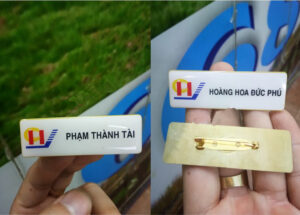 PHẠM THÀNH TÀI
HOÀNG HOA ĐỨC PHÚ